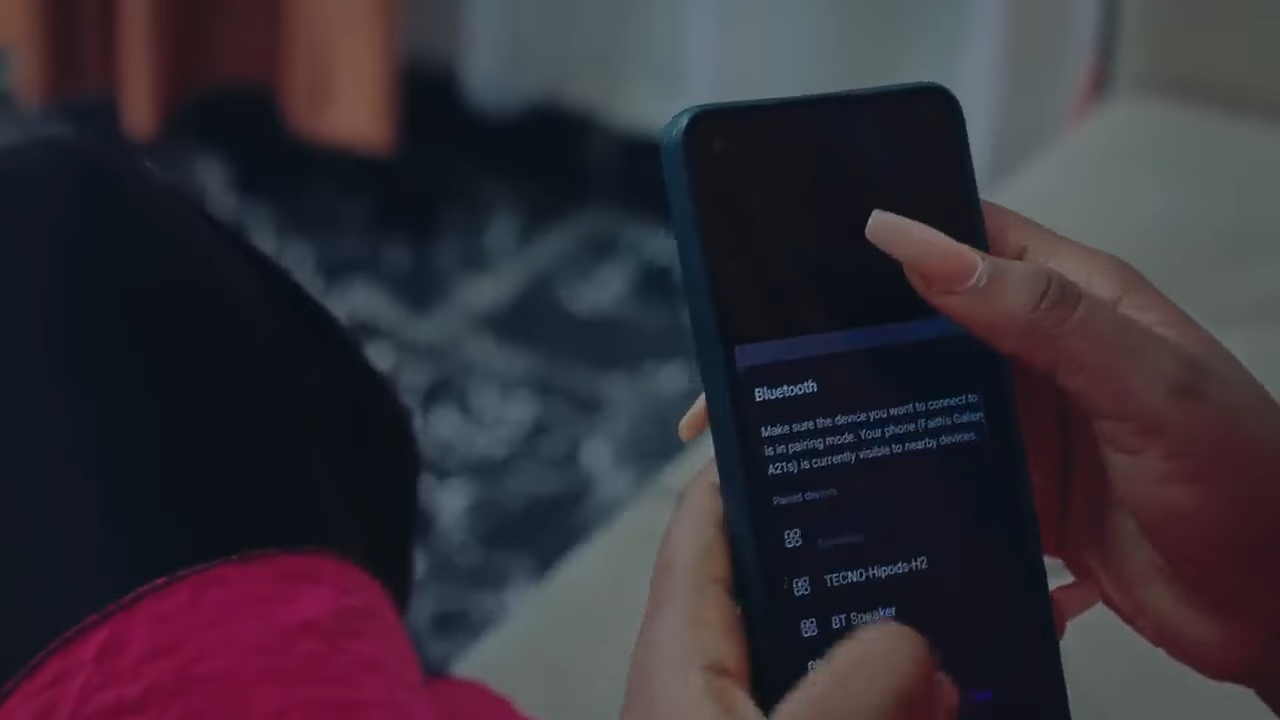 Bluetooth
Make sure the device you want to connect to
is in pairing mode. Your phone (Faith's
A21s) is currently visible to nearby devices.
Paired devices
TECNO-Hipods-H2
BT Speaker